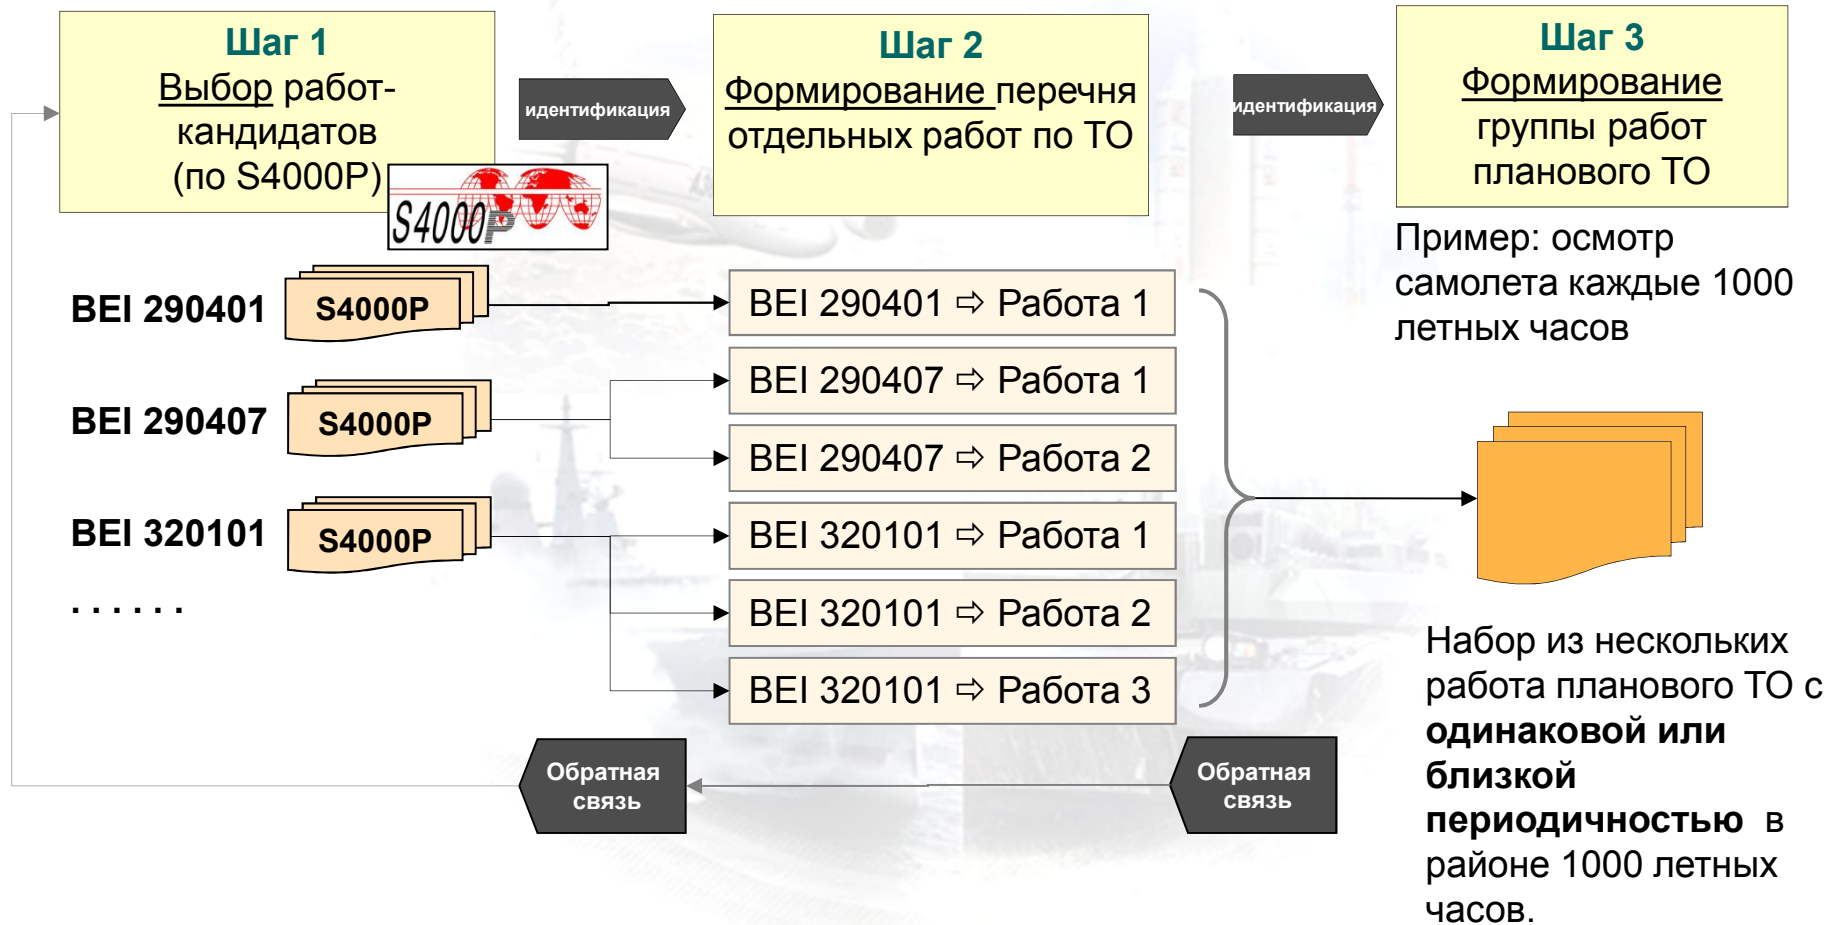 Шаг 1
Выбор работ-
кандидатов
(по S4000P)
S4000P
идентификация
Шаг 2
Формирование перечня
отдельных работ по ТО
идентификация
Шаг 3
Формирование
группы работ
планового ТО
Пример: осмотр
самолета каждые 1000
летных часов
BEI 290401
S4000P
BEI 290407
S4000P
BEI 320101
S4000P
. . . . . .
BEI 290401 ⇨ Работа 1
BEI 290407 ⇨ Работа 1
BEI 290407 ⇨ Работа 2
BEI 320101 ⇨ Работа 1
BEI 320101 ⇨ Работа 2
BEI 320101 ⇨ Работа 3
Набор из нескольких
работа планового ТО с
одинаковой или
близкой
периодичностью в
районе 1000 летных
часов.
Обратная
связь
Обратная
связь